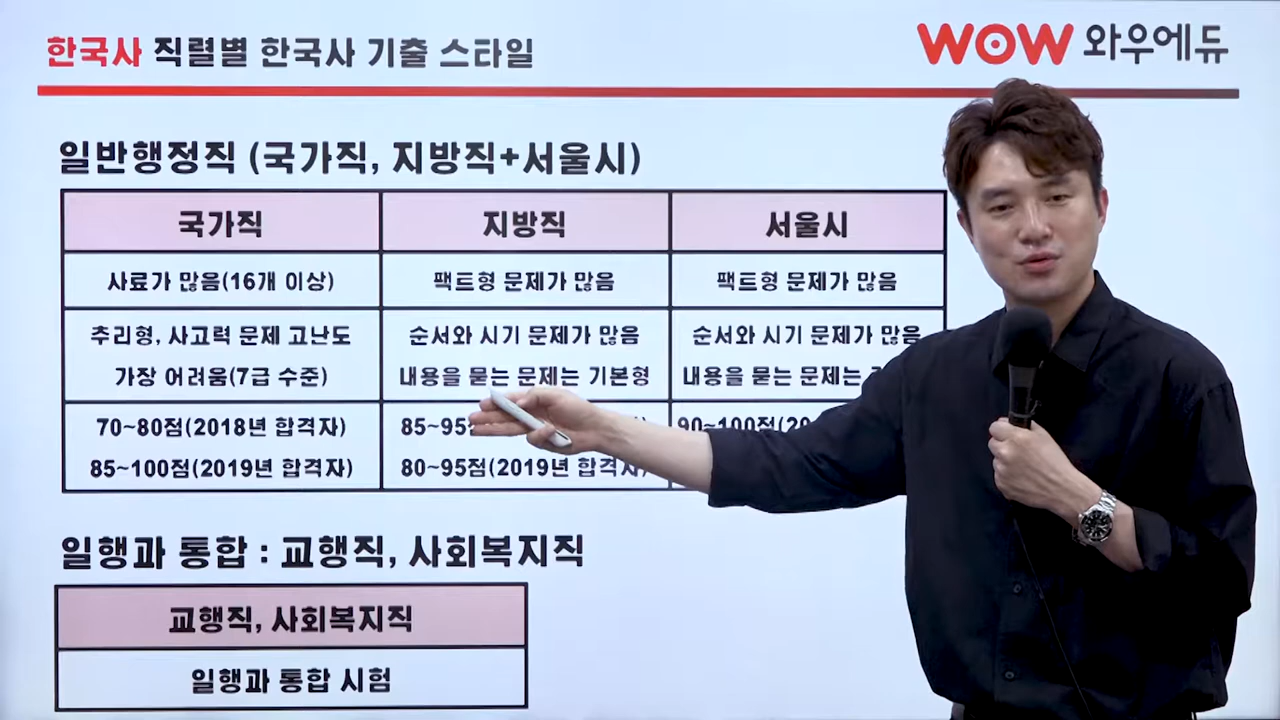 한국사 직렬별 한국사 기출 스타일
WOW 와우에듀
일반행정직 (국가직, 지방직+서울시)
국가직
지방직
서울시
사료가 많음(16개 이상)
팩트형 문제가 많음
팩트형 문제가 많음
추리형, 사고력 문제 고난도
가장 어려움(7급 수준)
순서와 시기 문제가 많음
내용을 묻는 문제는 기본형
순서와 시기 문제가 많음
내용을 묻는 문제는
70~80점(2018년 합격자)
85~100점(2019년 합격자)
85~95
80~95점(2019년 합격자)
90~100점(20
일행과 통합 : 교행직, 사회복지직
교행직, 사회복지직
일행과 통합 시험